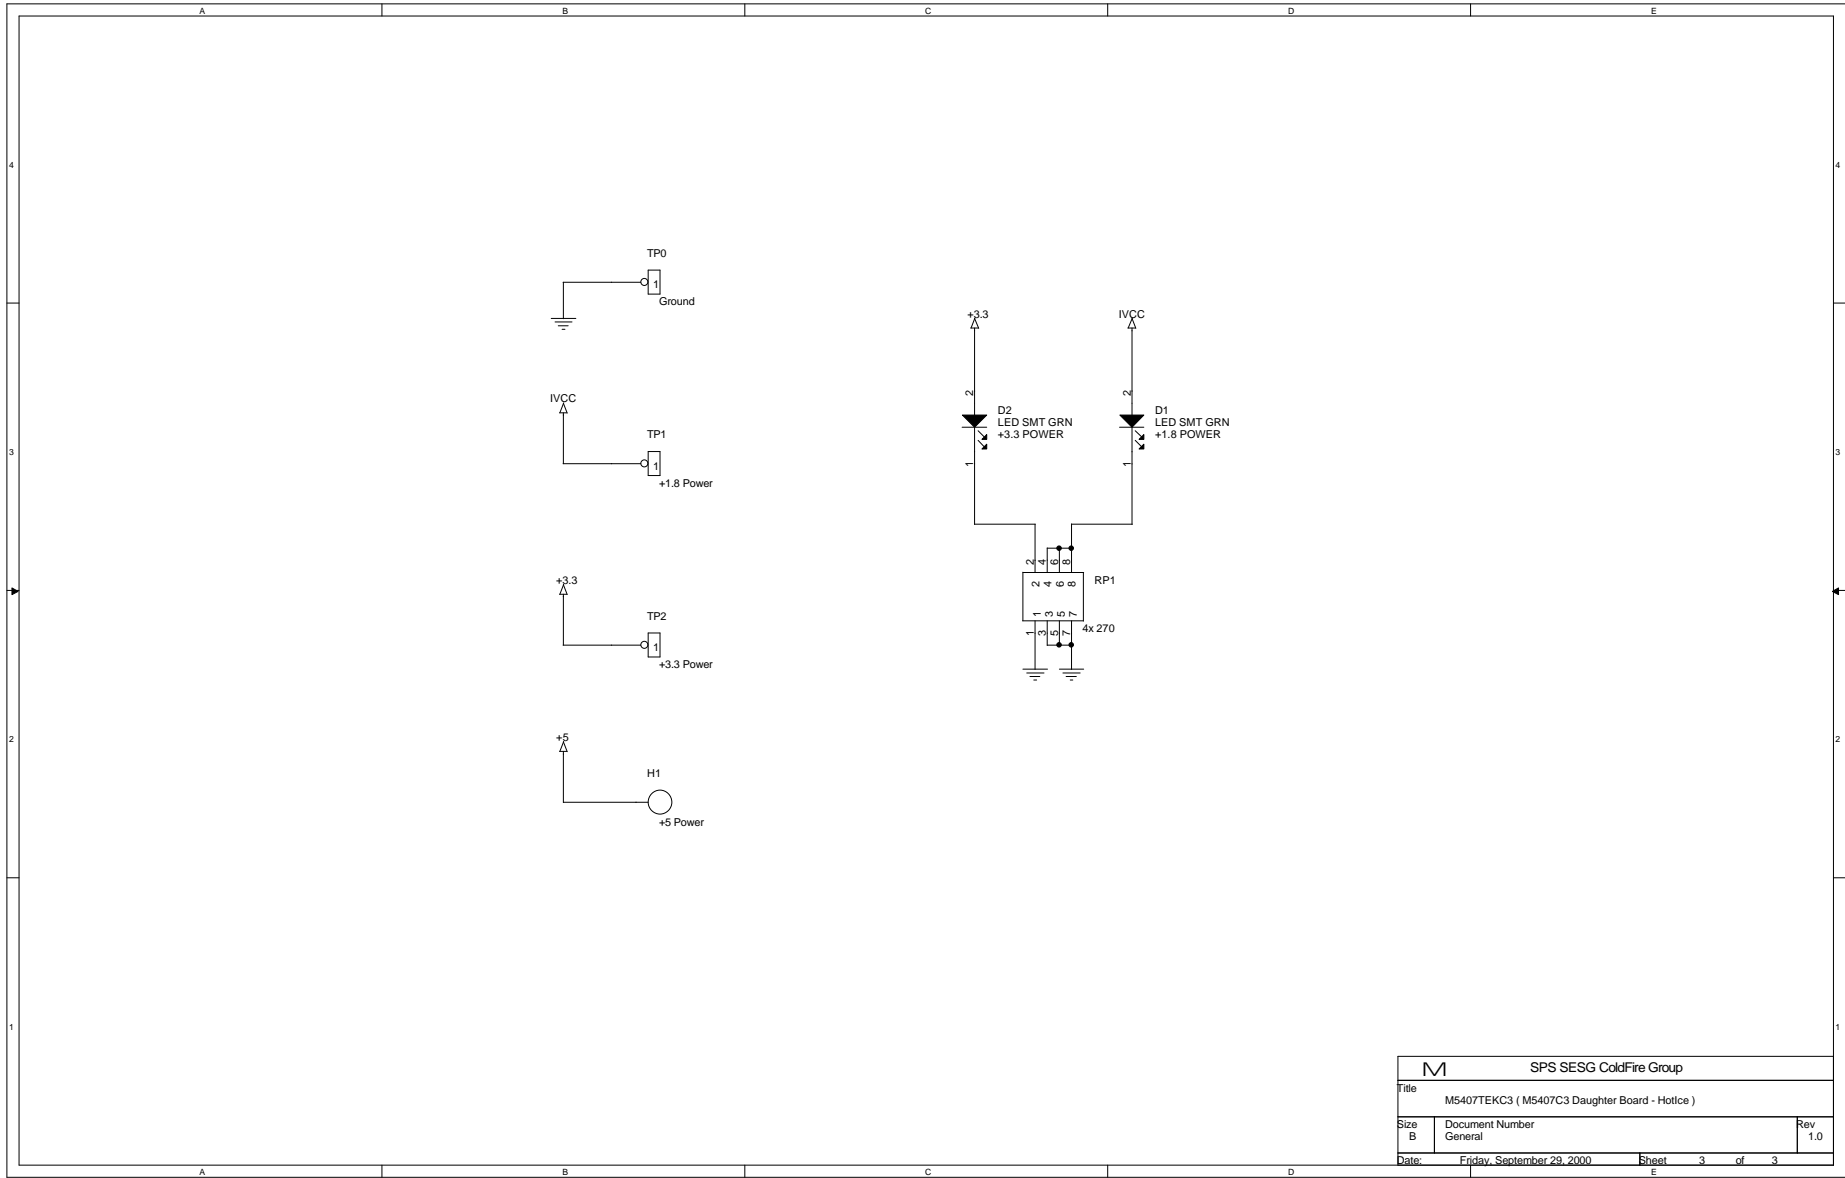 A B C D E
4 4
TP0
1
Ground
+3.3 IVCC
2 2
IVCC
D2 D1
LED SMT GRN LED SMT GRN
+3.3 POWER +1.8 POWER
TP1
3 3
1
1 1
+1.8 Power
2 4 6 8
+3.3 2 4 6 8 RP1
1 3 5 7
TP2
1 3 5 7 4x 270
1
+3.3 Power
+5
2 2
H1
+5 Power
1 1
M SPS SESG ColdFire Group
Title
M5407TEKC3 ( M5407C3 Daughter Board - HotIce )
Size Document Number Rev
B General 1.0
Date: Friday, September 29, 2000 Sheet 3 of 3
A B C D E